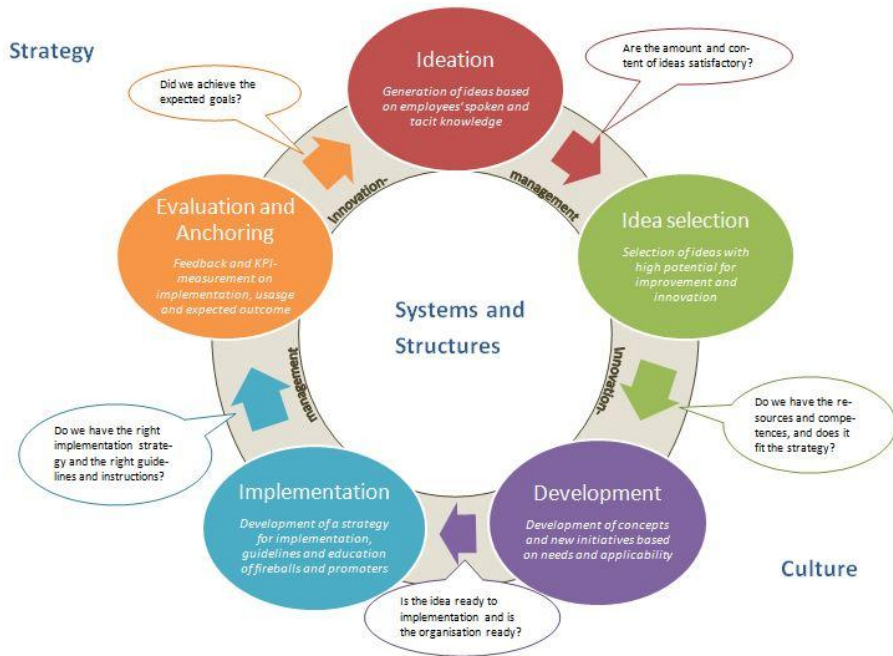 Strategy
Ideation
Generation of ideas based
on employees' spoken and
tacit knowledge
Are the amount and con-
tent of ideas satisfactory?
Did we achieve the
expected goals?
Innovation-
management
Evaluation and
Anchoring
Feedback and KPI-
measurement on
implementation, usasge
and expected outcome
Idea selection
Selection of ideas with
high potential for
improvement and
innovation
Systems and
Structures
management
Innovation-
Do we have the right
implementation strate-
gy and the right guide-
lines and instructions?
Do we have the re-
sources and compe-
tences, and does it
fit the strategy?
Implementation
Development of a strategy
for implementation,
guidelines and education
of fireballs and promoters
Development
Development of concepts
and new initiatives based
on needs and applicability
Culture
Is the idea ready to
implementation and is
the organisation ready?